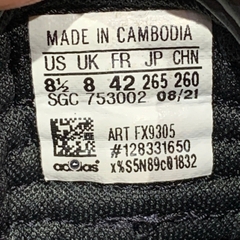 MADE IN CAMBODIA
US UK FR JP CHN
8½ 8 42 265 260
SGC 753002 08/21
ART FX9305
#128331650
x%S5N89c01832
adidas